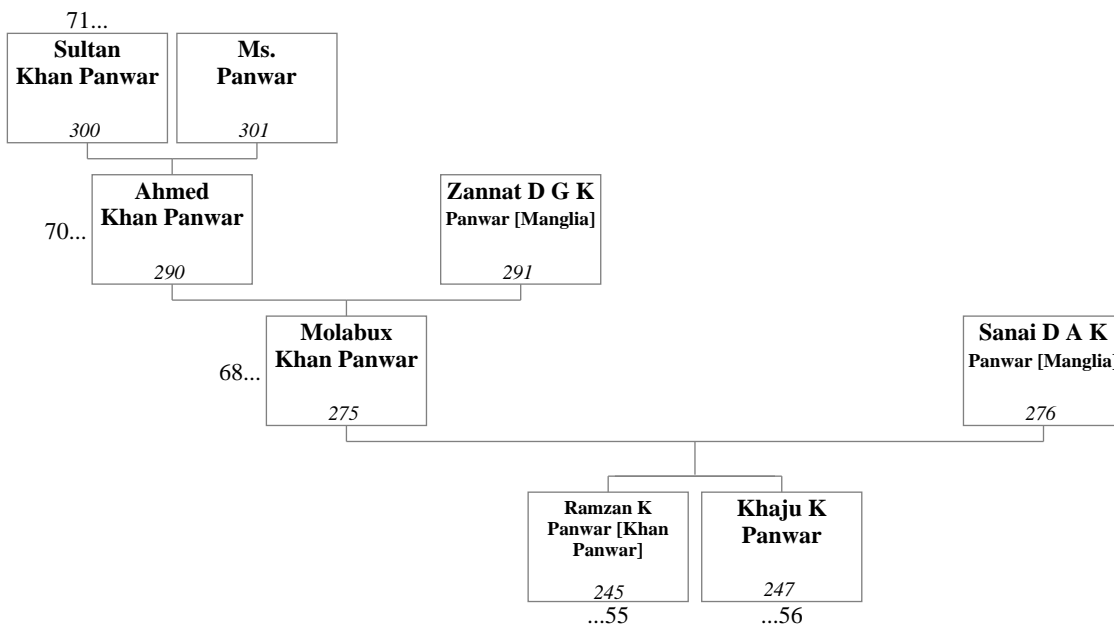 71...
Sultan
Khan Panwar
300
Ms.
Panwar
301
70...
Ahmed
Khan Panwar
290
Zannat D G K
Panwar [Manglia]
291
68...
Molabux
Khan Panwar
275
Sanai D A K
Panwar [Manglia]
276
Ramzan K
Panwar [Khan
Panwar]
245
...55
Khaju K
Panwar
247
...56